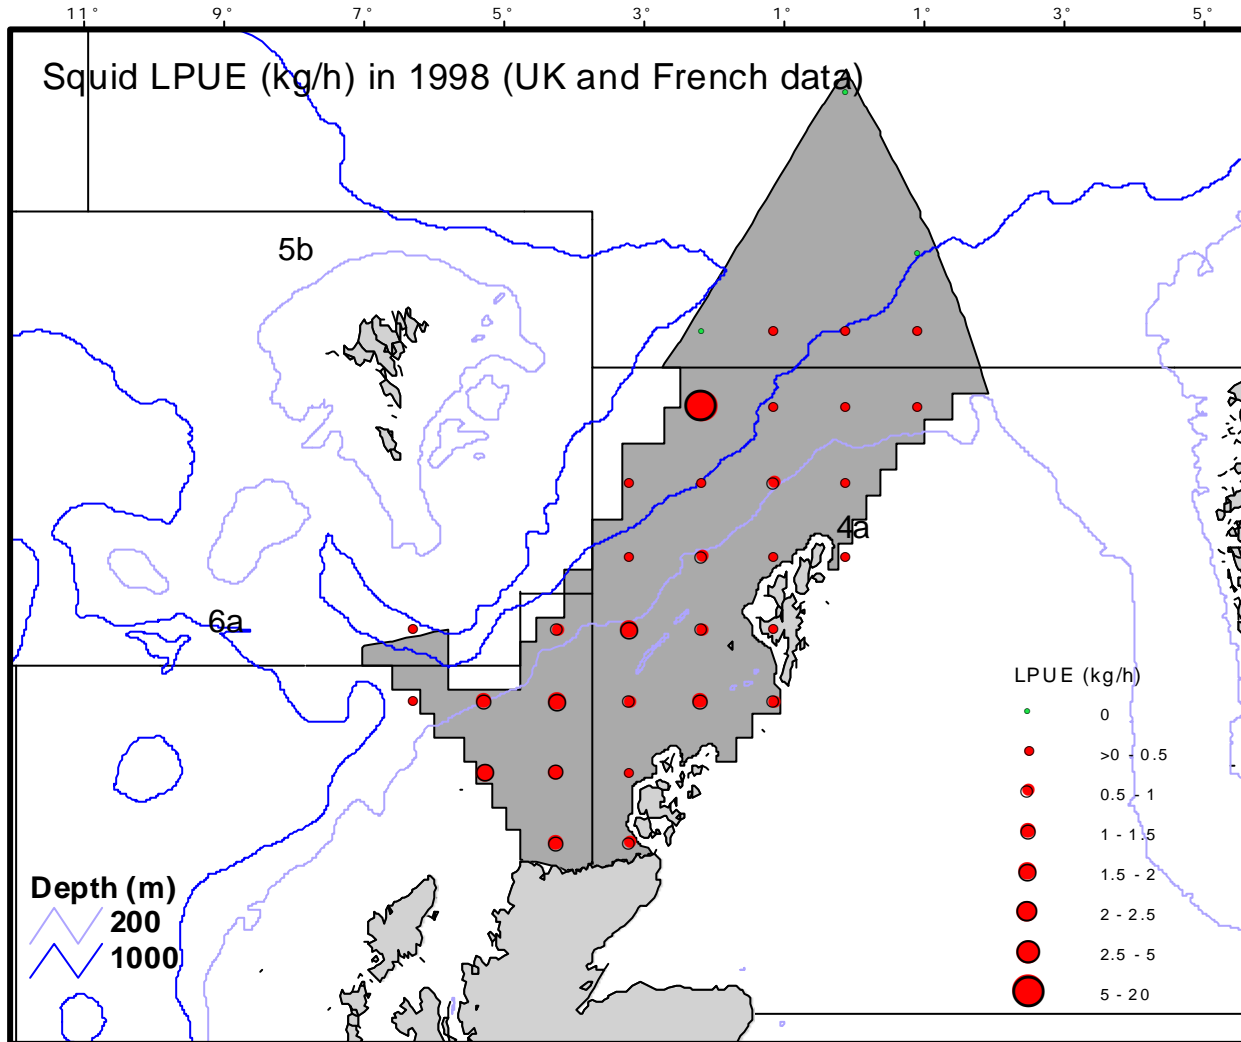 11° 9° 7° 5° 3° 1° 1° 3° 5°
Squid LPUE (kg/h) in 1998 (UK and French data)
5b
4a
6a
LPUE (kg/h)
0
>0 - 0.5
0.5 - 1
1 - 1.5
1.5 - 2
2 - 2.5
2.5 - 5
5 - 20
Depth (m)
200
1000